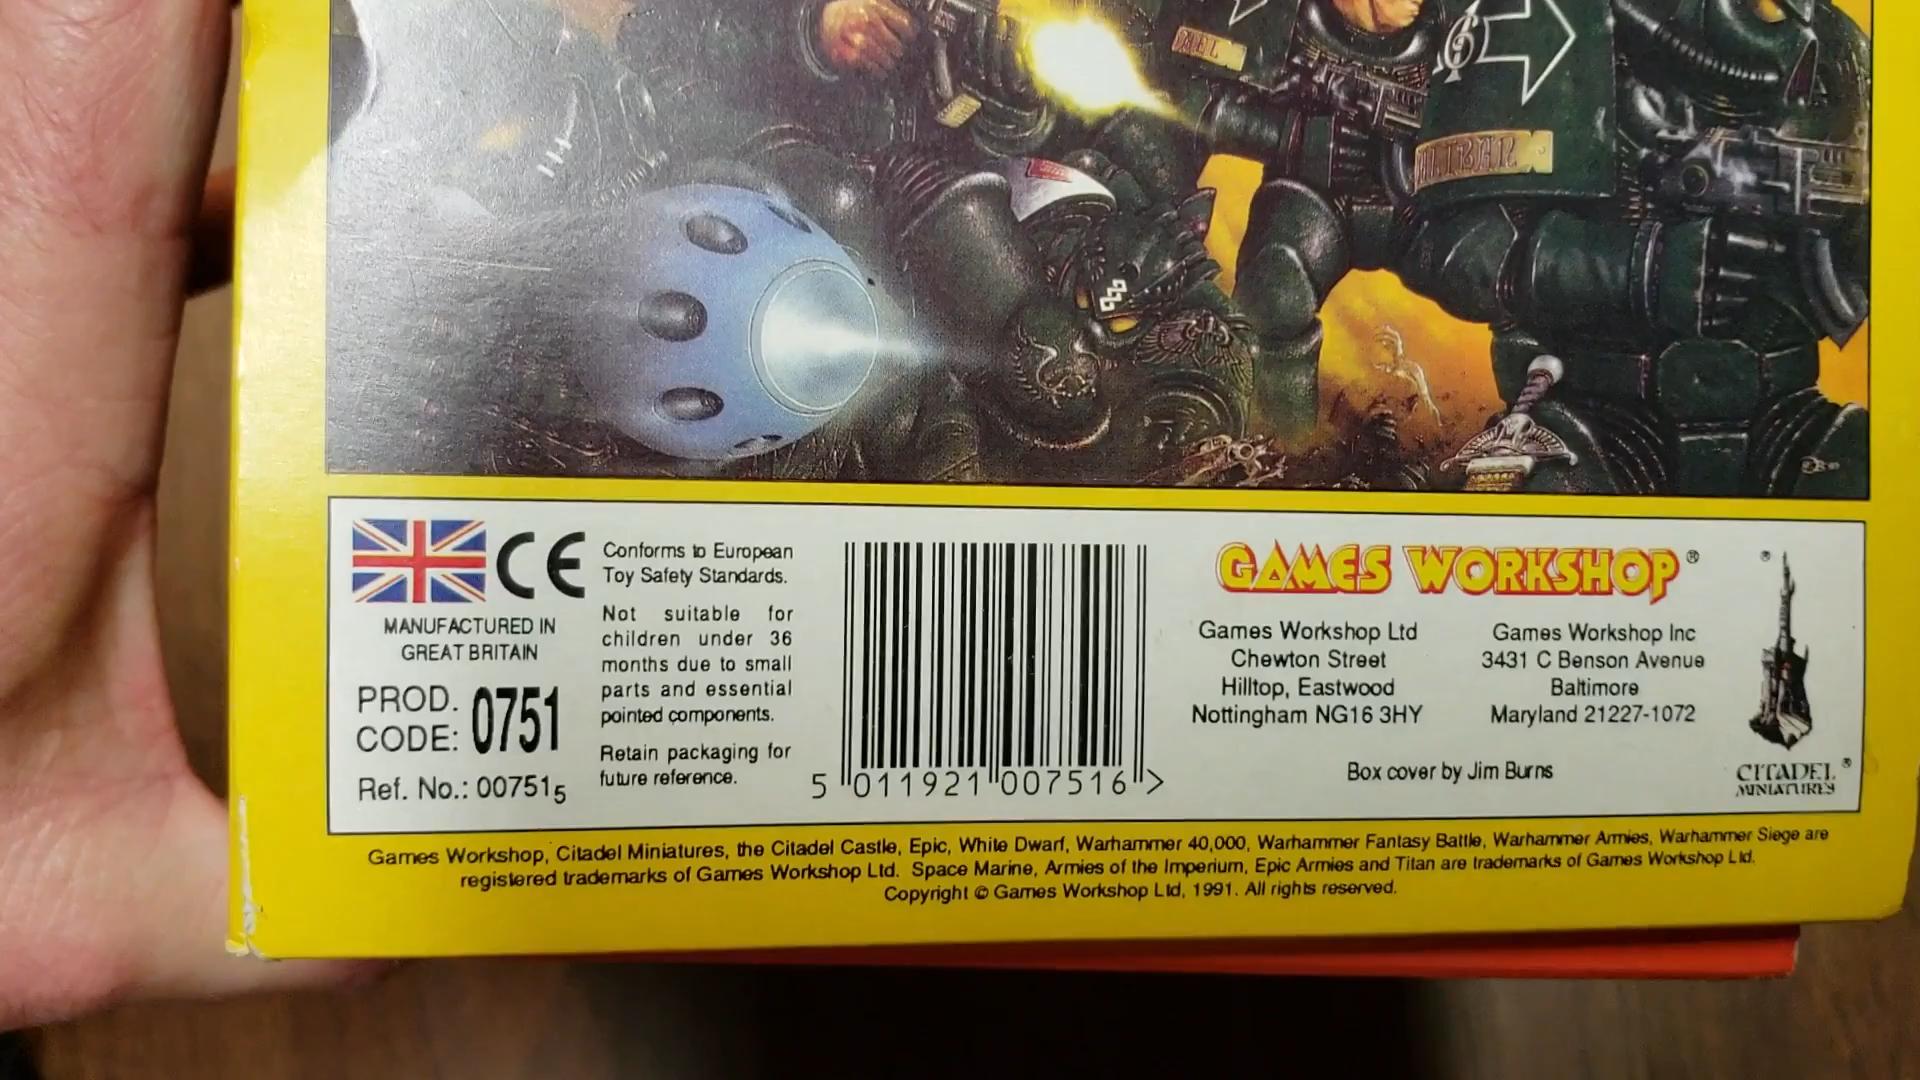 CALIBAN
CE
Conforms to European
Toy Safety Standards.
Not suitable for
children under 36
months due to small
parts and essential
pointed components.
Retain packaging for
future reference.
MANUFACTURED IN
GREAT BRITAIN
PROD.
CODE: 0751
Ref. No.: 007515
5 011921 007516 >
GAMES WORKSHOP®
Games Workshop Ltd
Chewton Street
Hilltop, Eastwood
Nottingham NG16 3HY
Games Workshop Inc
3431 C Benson Avenue
Baltimore
Maryland 21227-1072
Box cover by Jim Burns
®
CITADEL®
MINIATURES
Games Workshop, Citadel Miniatures, the Citadel Castle, Epic, White Dwarf, Warhammer 40,000, Warhammer Fantasy Battle, Warhammer Armies, Warhammer Siege are
registered trademarks of Games Workshop Ltd. Space Marine, Armies of the Imperium, Epic Armies and Titan are trademarks of Games Workshop Ltd.
Copyright © Games Workshop Ltd, 1991. All rights reserved.